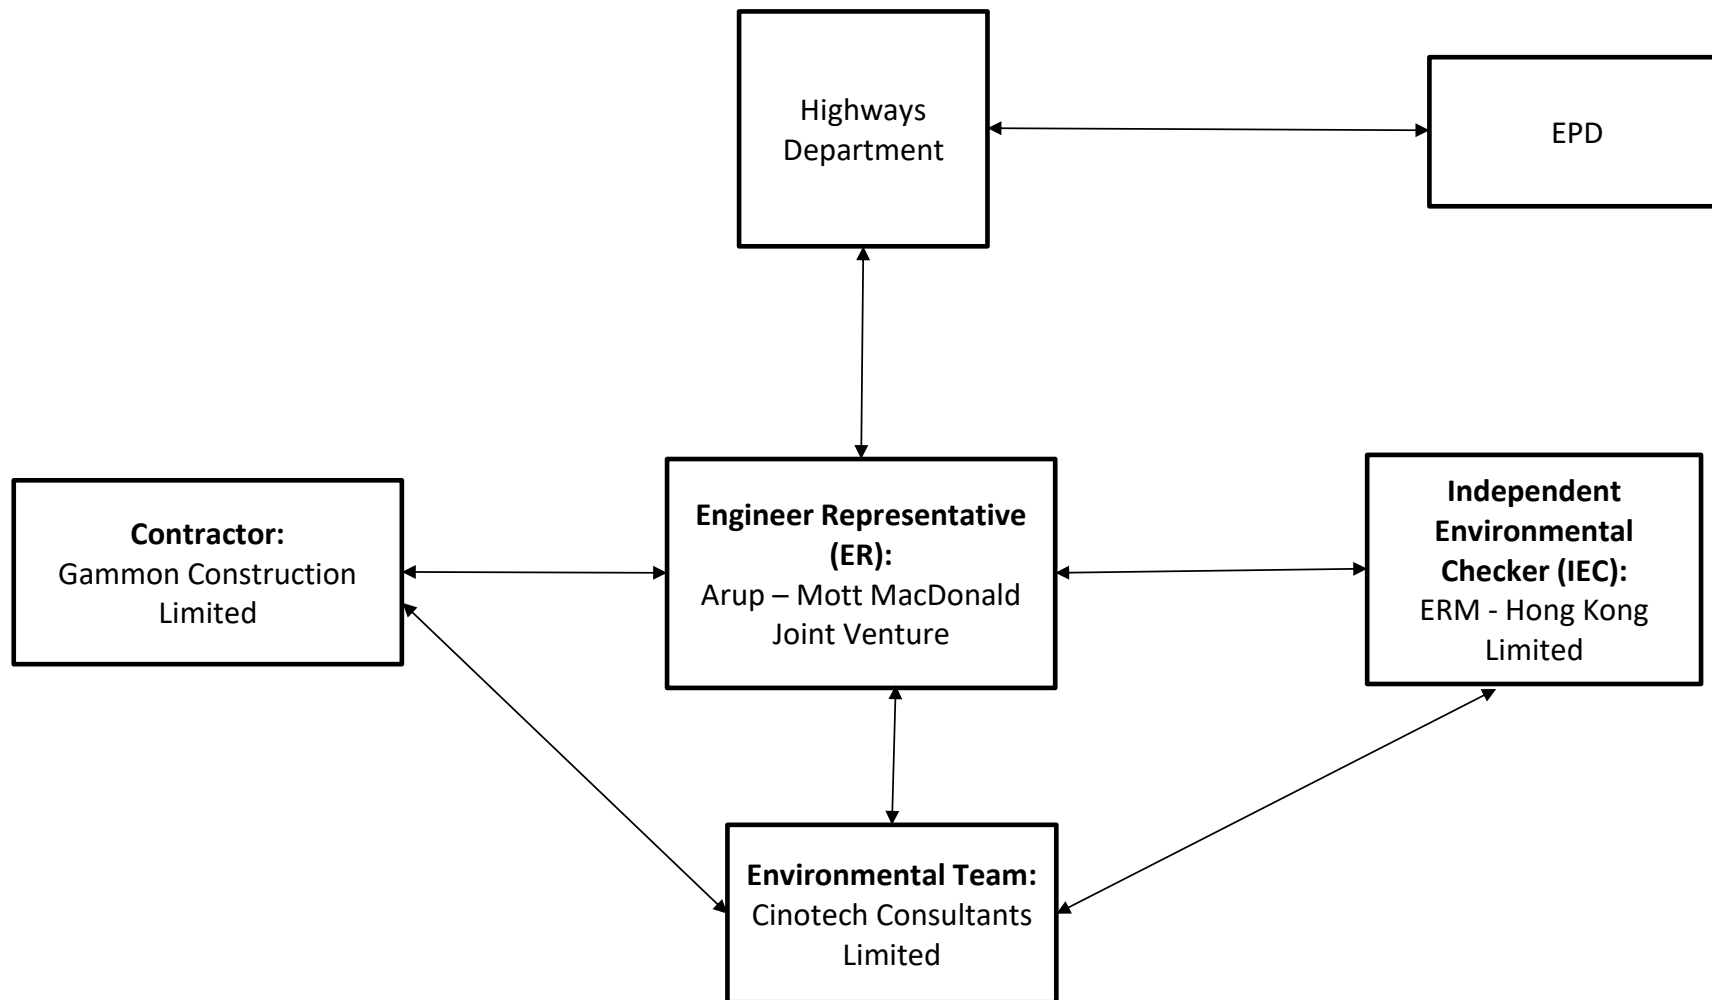 Highways
Department
EPD
Contractor:
Gammon Construction
Limited
Engineer Representative
(ER):
Arup – Mott MacDonald
Joint Venture
Independent
Environmental
Checker (IEC):
ERM - Hong Kong
Limited
Environmental Team:
Cinotech Consultants
Limited